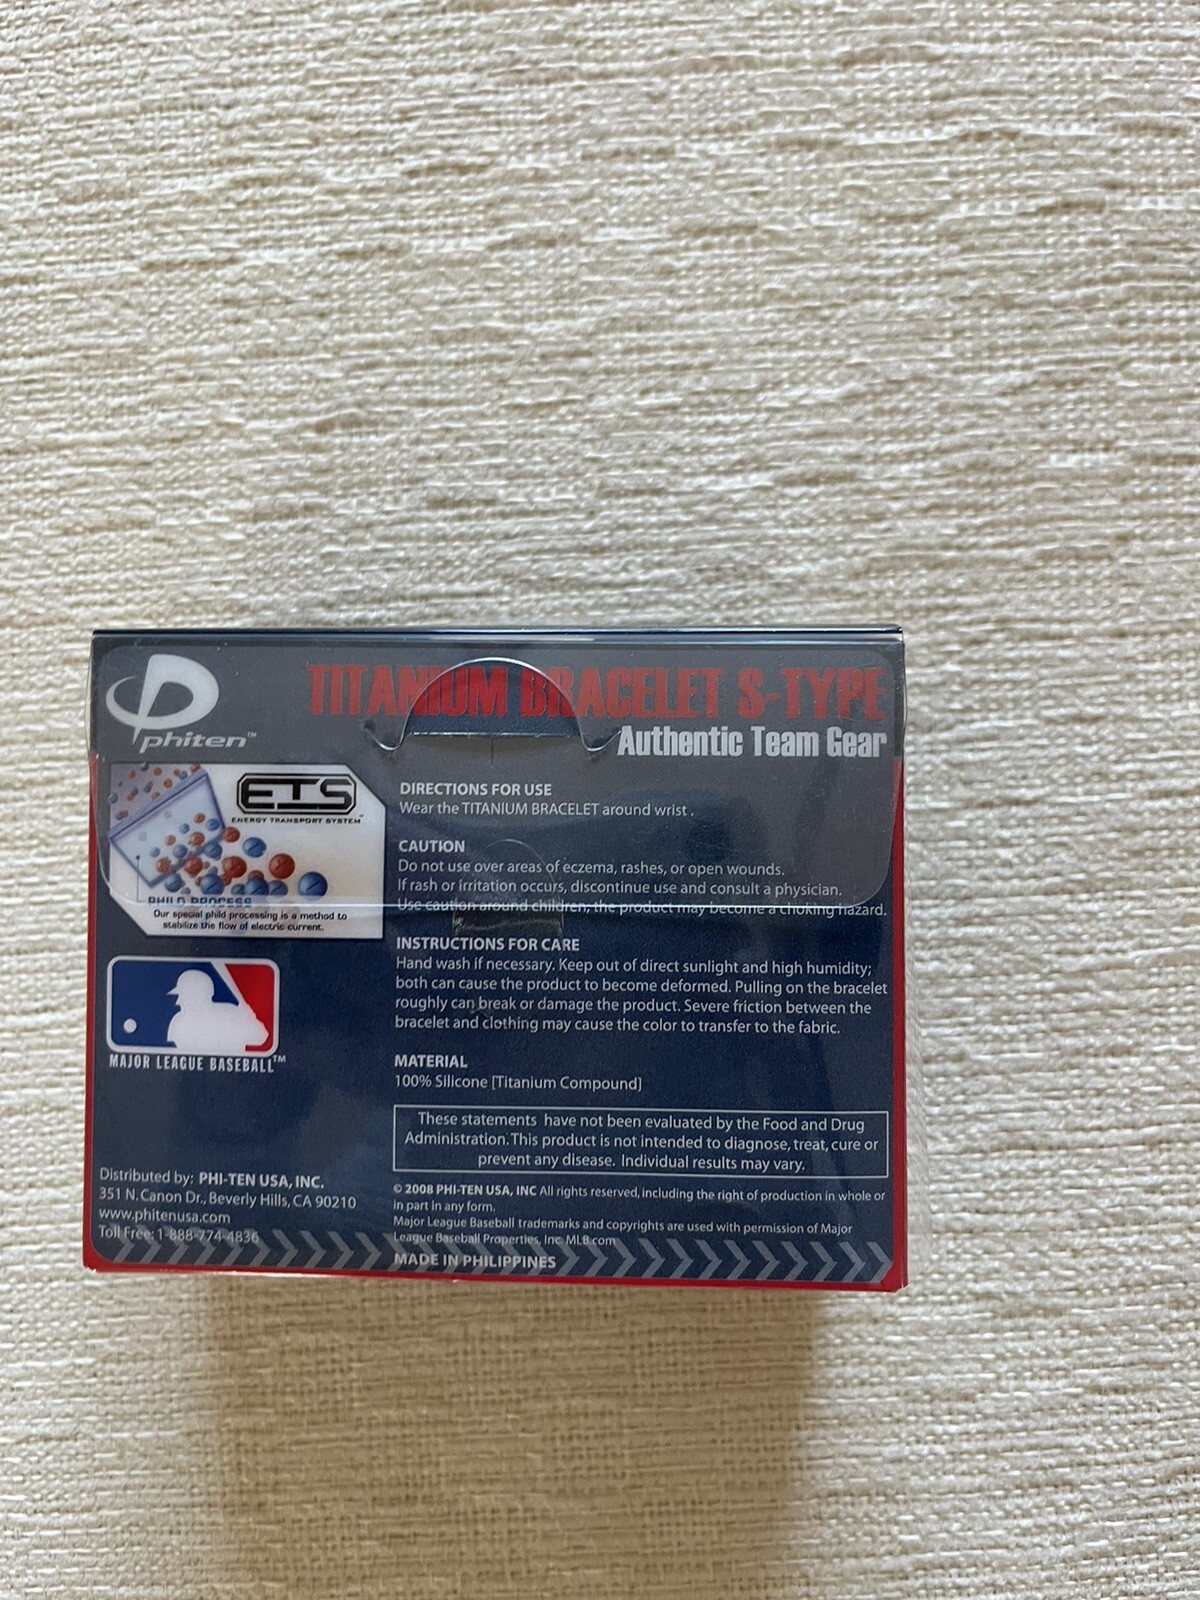 phiten™
TITANIUM BRACELET S-TYPE
Authentic Team Gear
ETS
ENERGY TRANSPORT SYSTEM™
PHILD PROCESS
Our special phild processing is a method to
stabilize the flow of electric current.
DIRECTIONS FOR USE
Wear the TITANIUM BRACELET around wrist .
CAUTION
Do not use over areas of eczema, rashes, or open wounds.
If rash or irritation occurs, discontinue use and consult a physician.
Use caution around children, the product may become a choking hazard.
INSTRUCTIONS FOR CARE
Hand wash if necessary. Keep out of direct sunlight and high humidity;
both can cause the product to become deformed. Pulling on the bracelet
roughly can break or damage the product. Severe friction between the
bracelet and clothing may cause the color to transfer to the fabric.
MAJOR LEAGUE BASEBALL™
MATERIAL
100% Silicone [Titanium Compound]
These statements have not been evaluated by the Food and Drug
Administration. This product is not intended to diagnose, treat, cure or
prevent any disease. Individual results may vary.
Distributed by: PHI-TEN USA, INC.
351 N. Canon Dr., Beverly Hills, CA 90210
www.phitenusa.com
Toll Free: 1-888-774-4836
© 2008 PHI-TEN USA, INC All rights reserved, including the right of production in whole or
in part in any form.
Major League Baseball trademarks and copyrights are used with permission of Major
League Baseball Properties, Inc. MLB.com
MADE IN PHILIPPINES